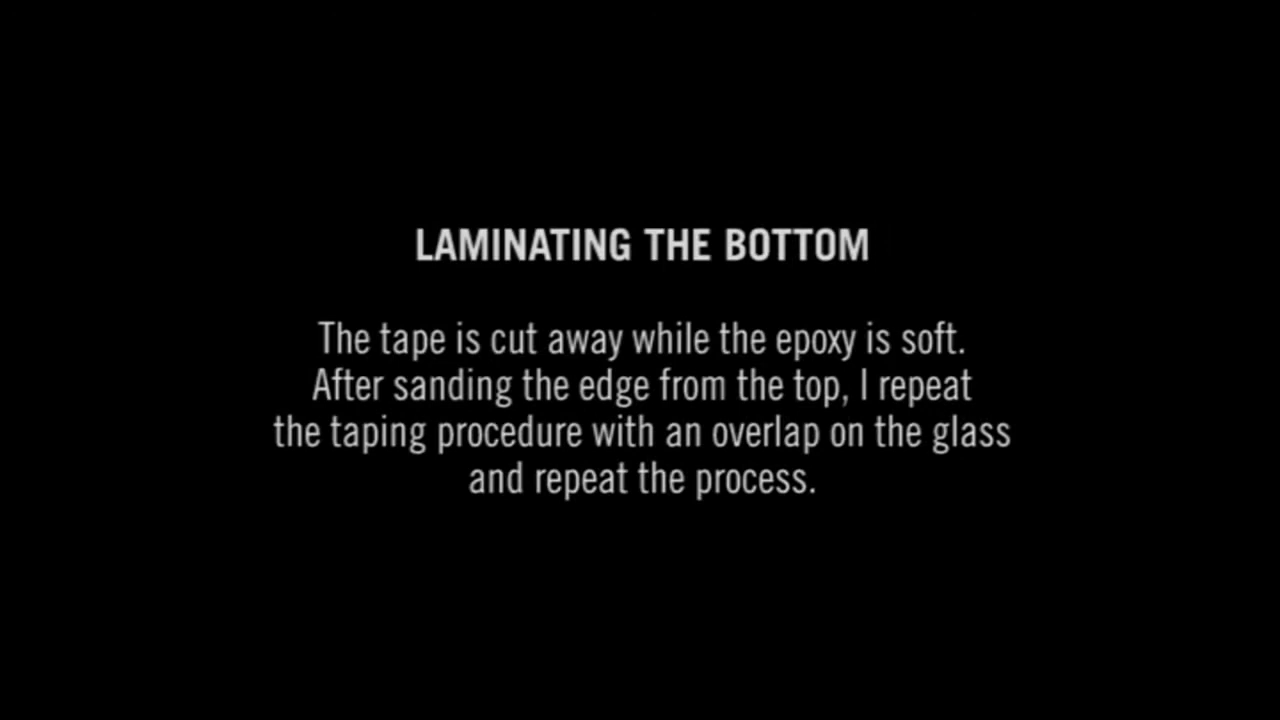 LAMINATING THE BOTTOM
The tape is cut away while the epoxy is soft.
After sanding the edge from the top, I repeat
the taping procedure with an overlap on the glass
and repeat the process.